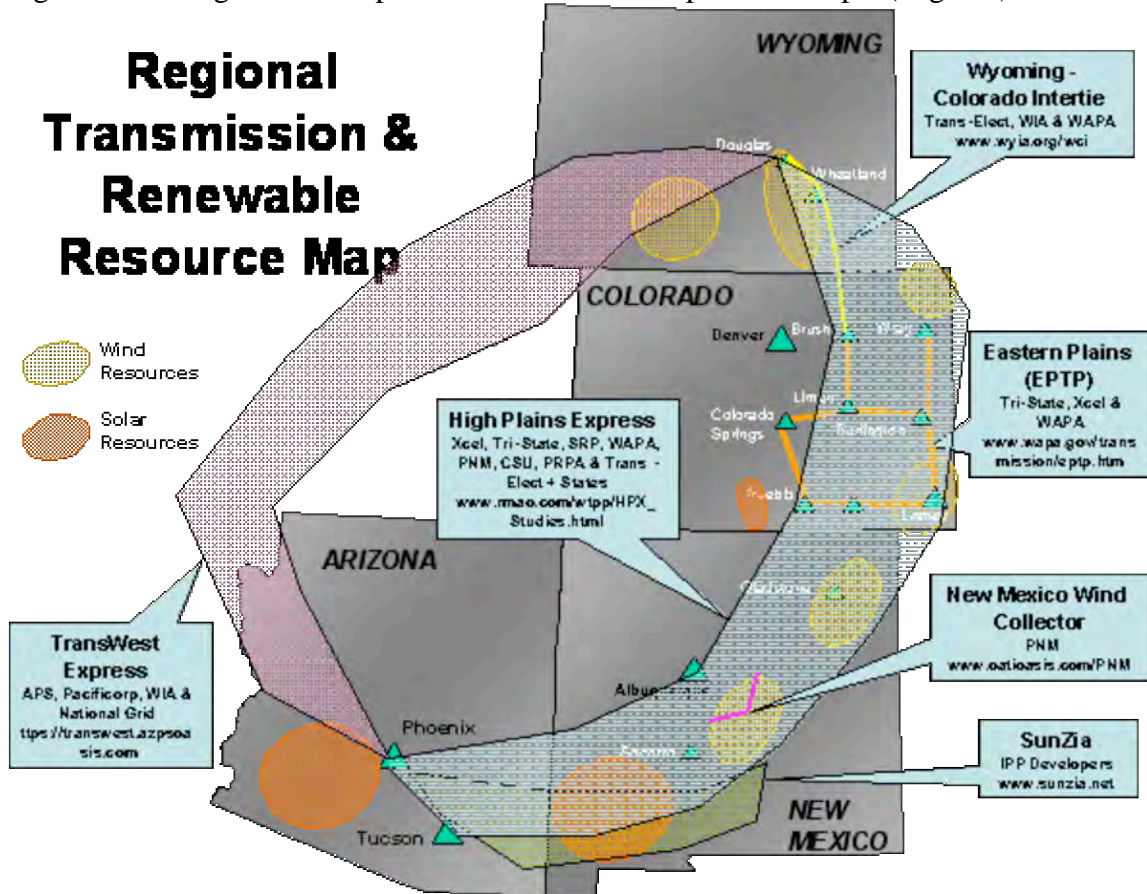 WYOMING
Regional
Transmission &
Renewable
Resource Map
Wyoming -
Colorado Intertie
Trans-Elect, WIA & WAPA
www.wyia.org/wci
Douglas
Wheatland
COLORADO
Denver
Brush
Wray
Wind
Resources
Solar
Resources
Eastern Plains
(EPTP)
Tri-State, Xcel &
WAPA
www.wapa.gov/trans
mission/eptp.htm
High Plains Express
Xcel, Tri-State, SRP, WAPA,
PNM, CSU, PRPA & Trans -
Elect + States
www.rmao.com/wtpp/HPX_
Studies.html
Colorado
Springs
Burlington
ARIZONA
New Mexico Wind
Collector
PNM
www.oatioasis.com/PNM
TransWest
Express
APS, Pacificorp, WIA &
National Grid
ttps://transwest.azpsoa
sis.com
Phoenix
SunZia
IPP Developers
www.sunzia.net
Tucson
NEW
MEXICO